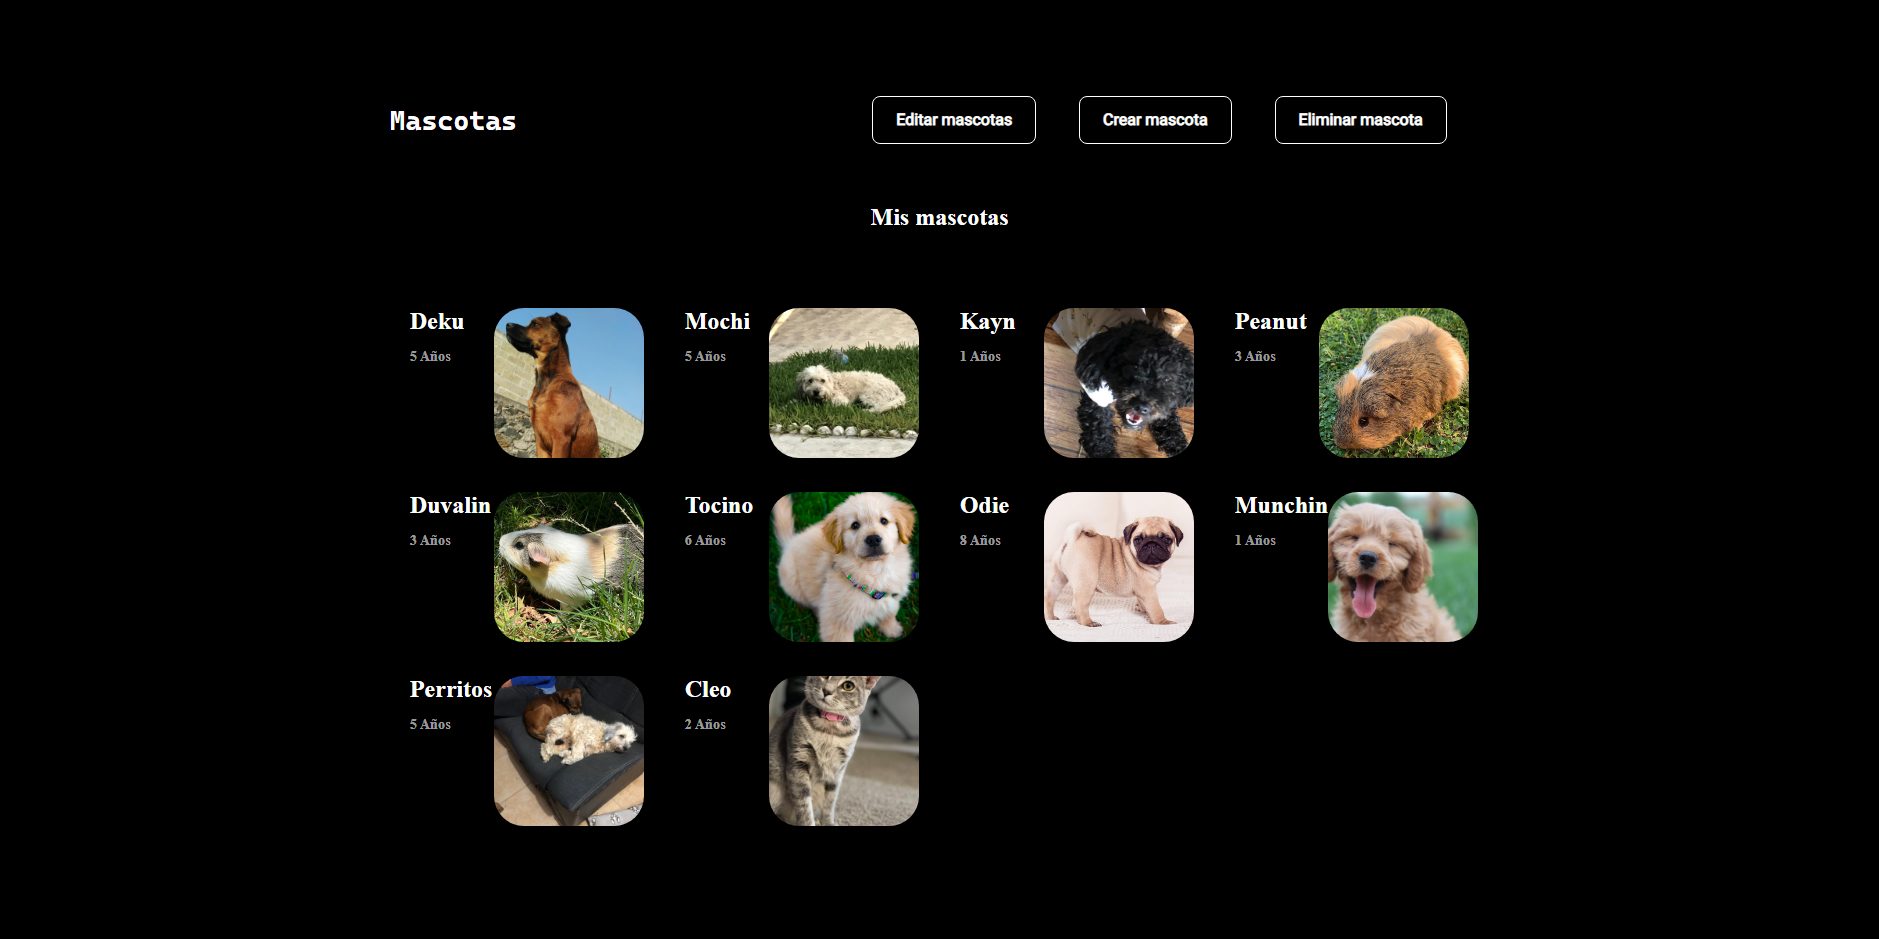 Mascotas
Editar mascotas
Crear mascota
Eliminar mascota
Mis mascotas
Deku
5 Años
Mochi
5 Años
Kayn
1 Años
Peanut
3 Años
Duvalin
3 Años
Tocino
6 Años
Odie
8 Años
Munchin
1 Años
Perritos
5 Años
Cleo
2 Años